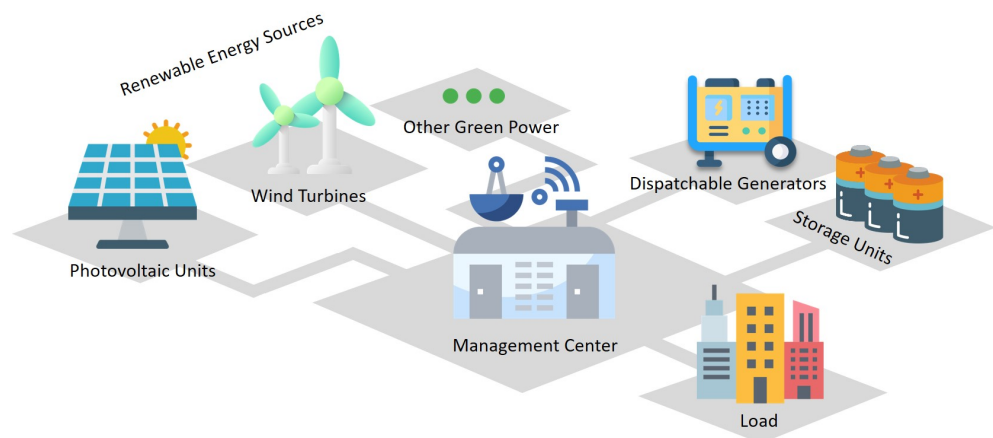 Renewable Energy Sources
Other Green Power
Wind Turbines
Dispatchable Generators
Storage Units
Photovoltaic Units
Management Center
Load